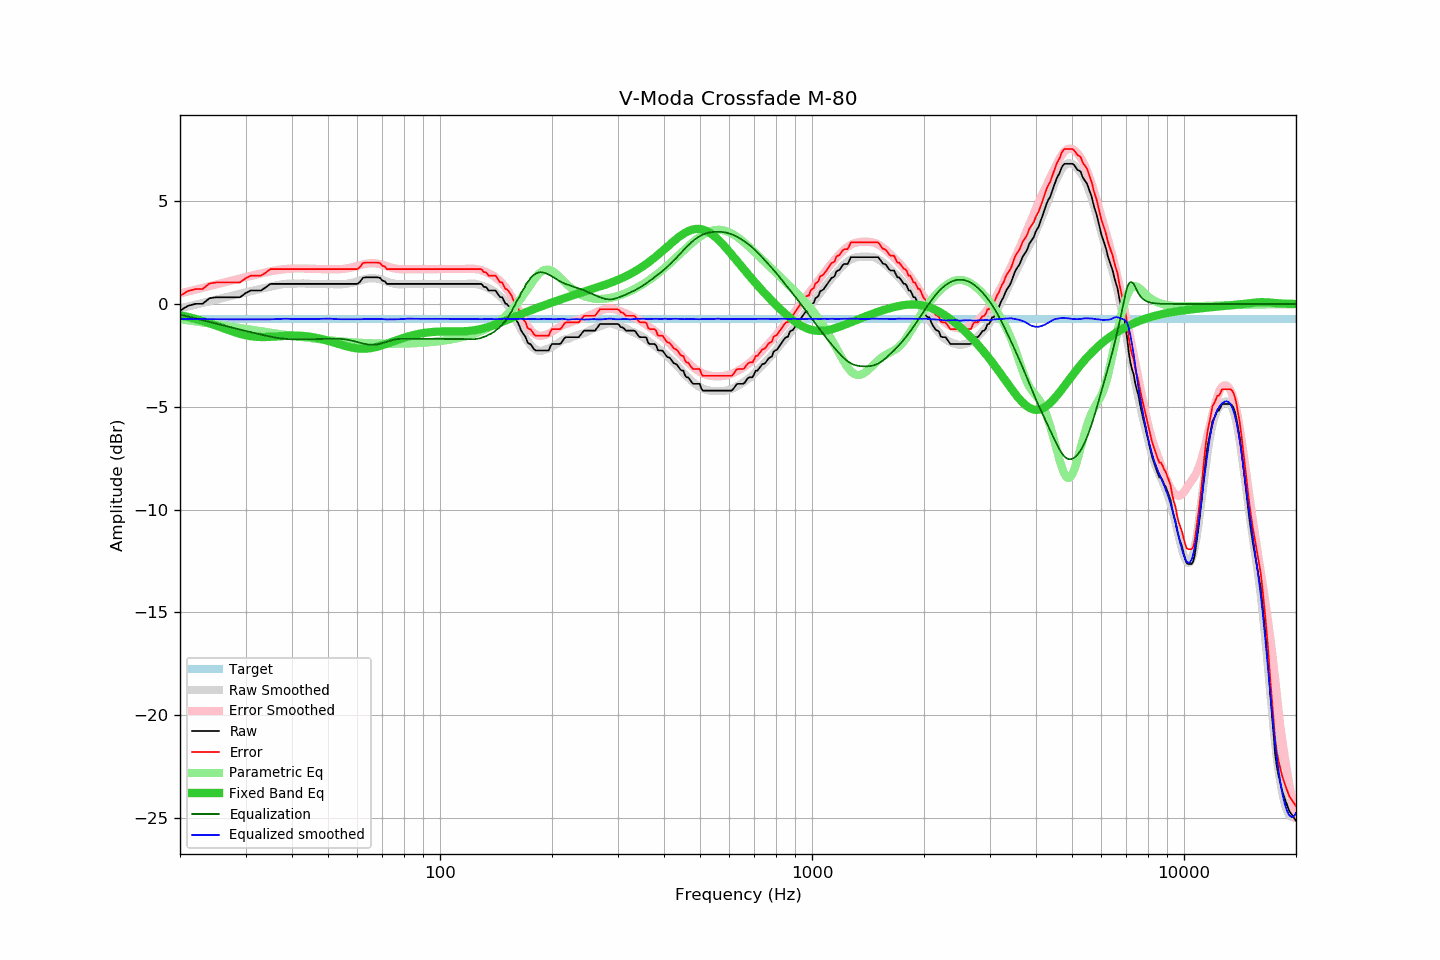 V-Moda Crossfade M-80
5
0
−5
−10
−15
−20
−25
Amplitude (dBr)
Target
Raw Smoothed
Error Smoothed
Raw
Error
Parametric Eq
Fixed Band Eq
Equalization
Equalized smoothed
100 1000 10000
Frequency (Hz)